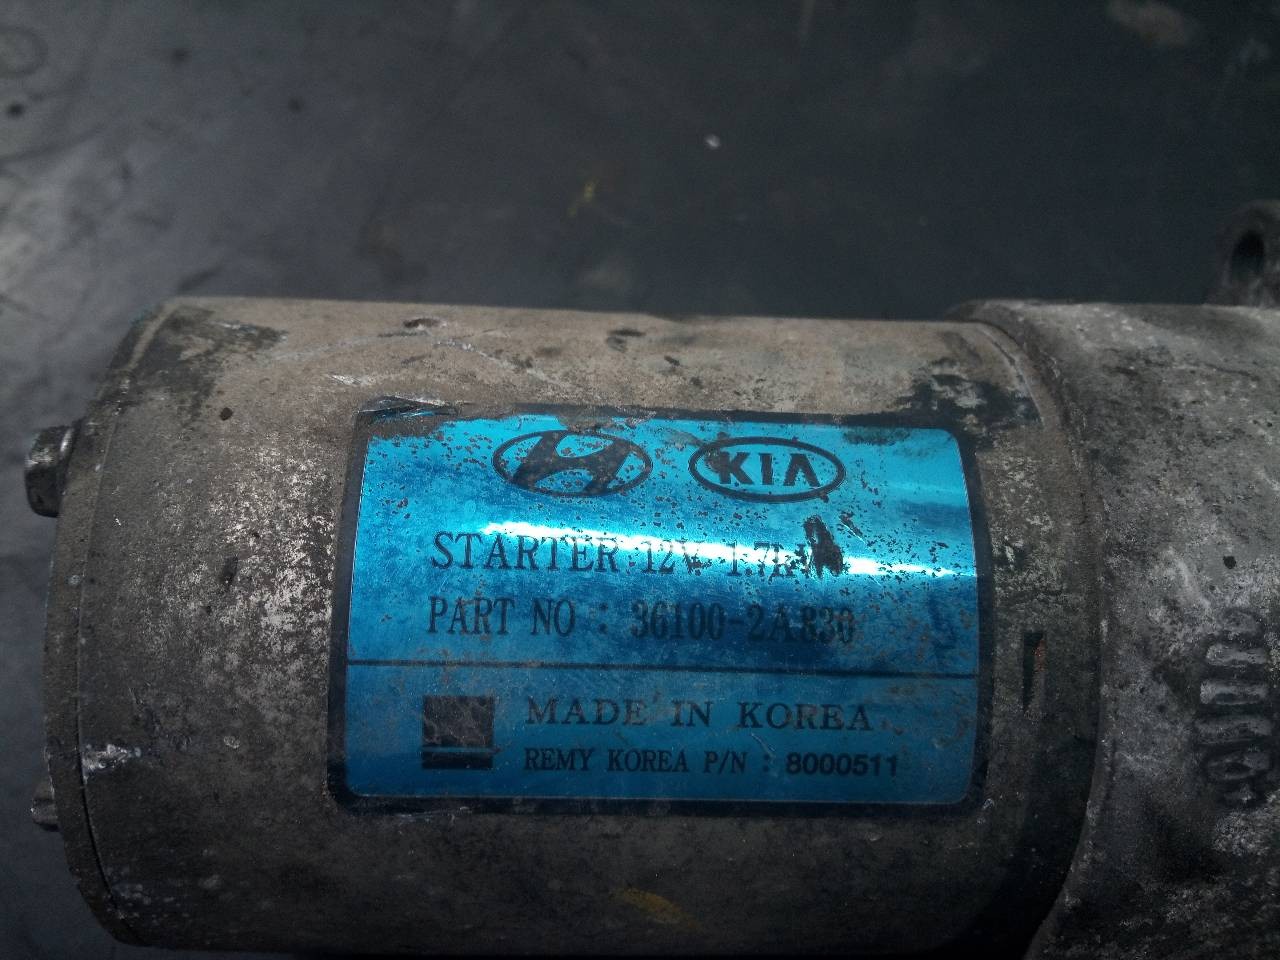 KIA
STARTER 12V 1.7kW
PART NO : 36100-2A830
MADE IN KOREA
REMY KOREA P/N : 8000511